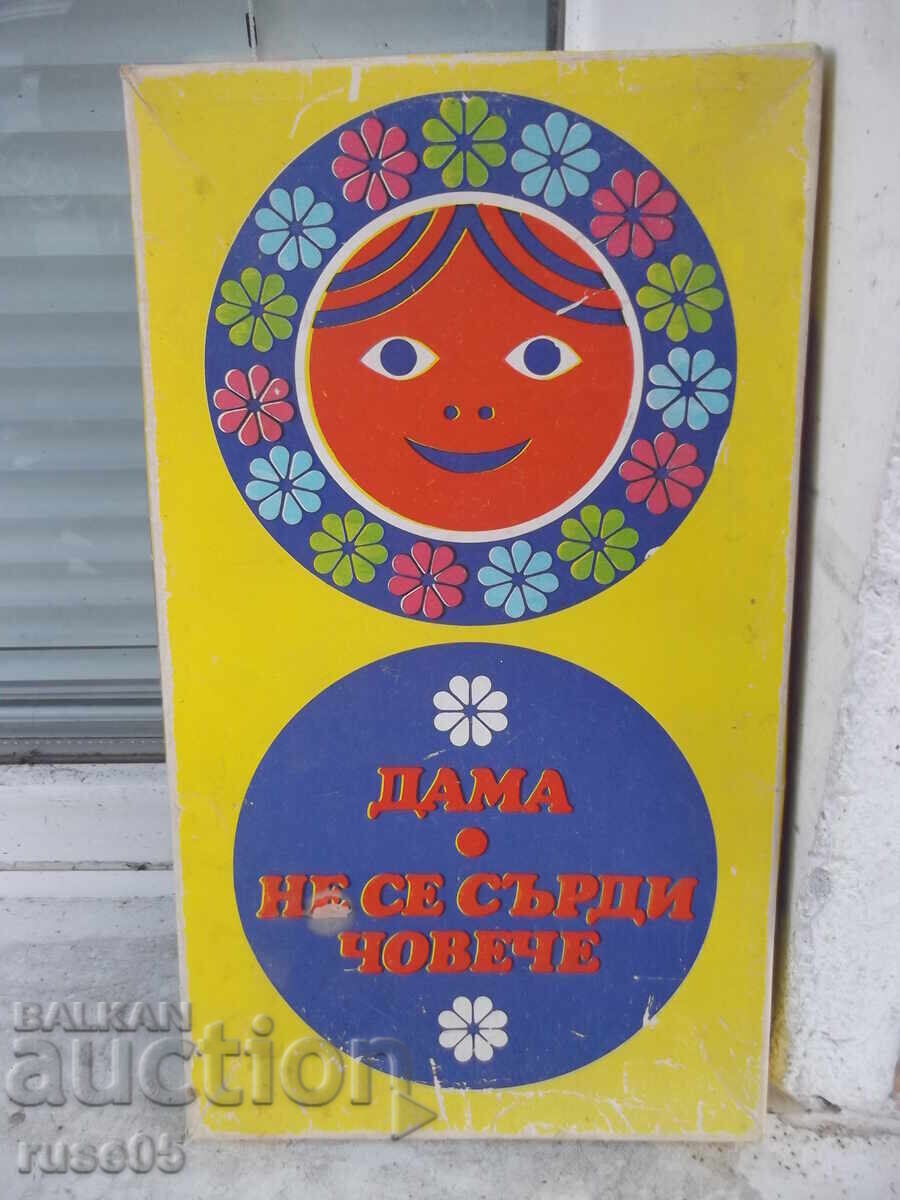 ДАМА
•
НЕ СЕ СЪРДИ
ЧОВЕЧЕ
BALKAN
auction
ruse05